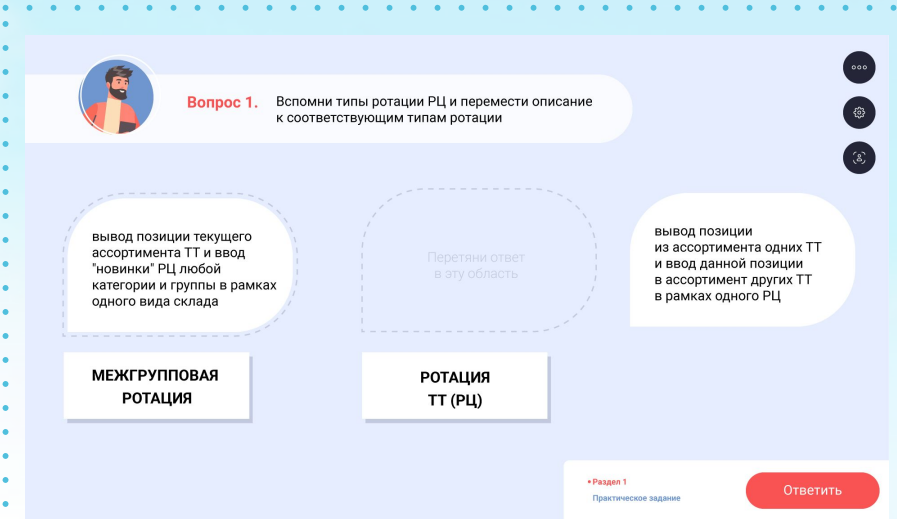 Вопрос 1.
Вспомни типы ротации РЦ и перемести описание
к соответствующим типам ротации
вывод позиции текущего
ассортимента ТТ и ввод
"новинки" РЦ любой
категории и группы в рамках
одного вида склада
Перетяни ответ
в эту область
вывод позиции
из ассортимента одних ТТ
и ввод данной позиции
в ассортимент других ТТ
в рамках одного РЦ
МЕЖГРУППОВАЯ
РОТАЦИЯ
РОТАЦИЯ
ТТ (РЦ)
• Раздел 1
Практическое задание
Ответить